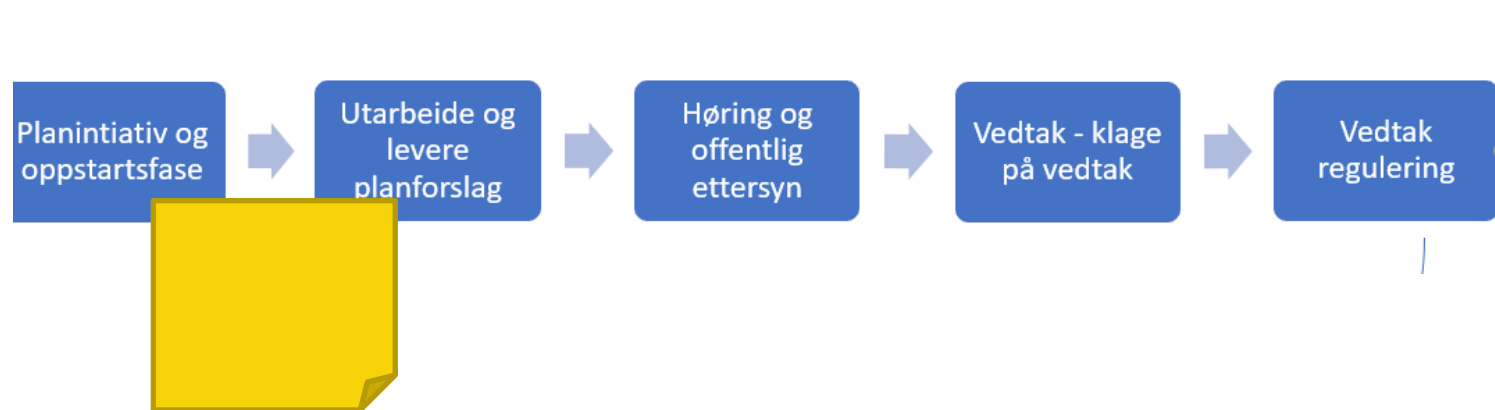 Planintiativ og
oppstartsfase
Utarbeide og
levere
planforslag
Høring og
offentlig
ettersyn
Vedtak - klage
på vedtak
Vedtak
regulering